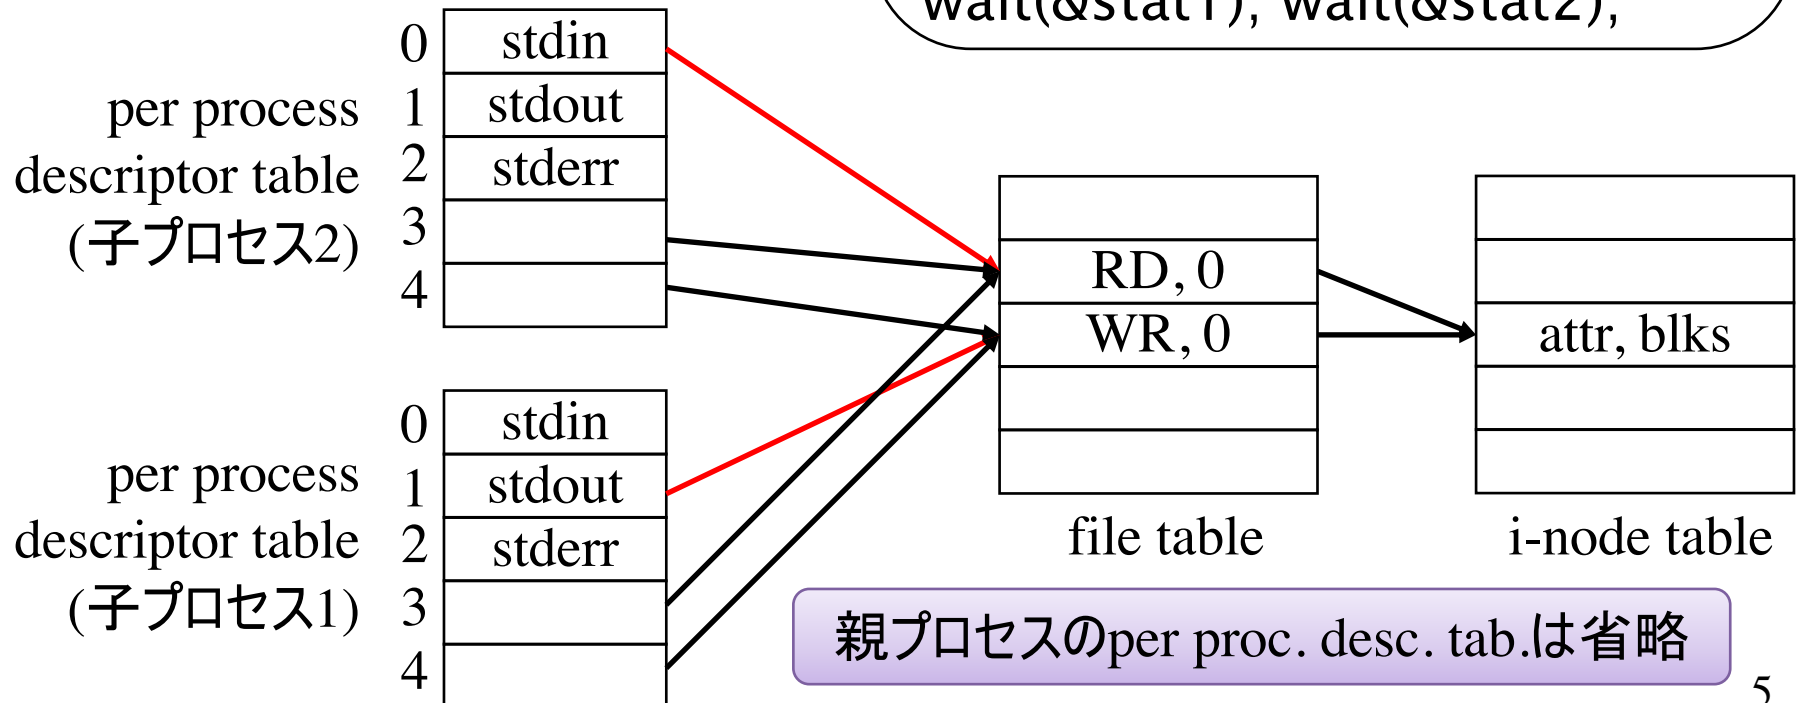 wait(&stat1); wait(&stat2);
0 stdin
1 stdout
2 stderr
3
4
per process
descriptor table
(子プロセス2)
RD, 0
WR, 0
attr, blks
file table
i-node table
0 stdin
1 stdout
2 stderr
3
4
per process
descriptor table
(子プロセス1)
親プロセスのper proc. desc. tab.は省略
5